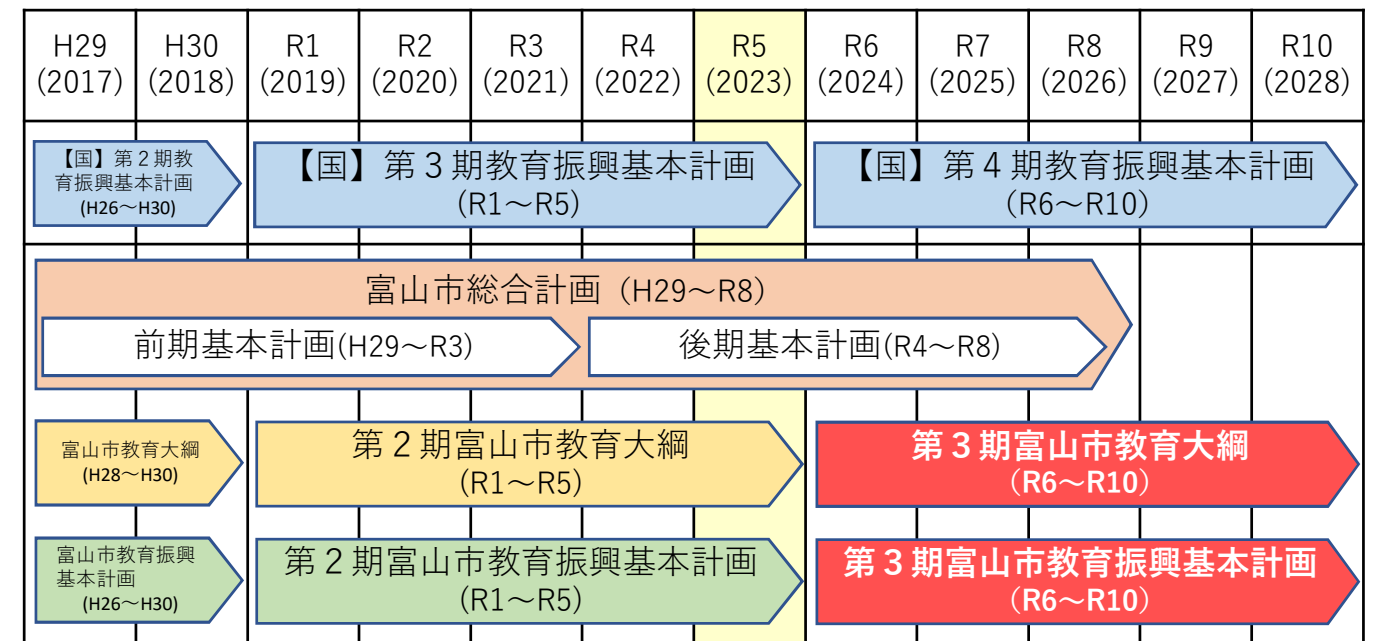 H29 H30 R1 R2 R3 R4 R5 R6 R7 R8 R9 R10
(2017) (2018) (2019) (2020) (2021) (2022) (2023) (2024) (2025) (2026) (2027) (2028)
【国】第２期教
育振興基本計画
(H26～H30)
【国】第３期教育振興基本計画
(R1～R5)
【国】第４期教育振興基本計画
(R6～R10)
富山市総合計画（H29～R8)
前期基本計画(H29～R3)
後期基本計画(R4～R8)
富山市教育大綱
(H28～H30)
第２期富山市教育大綱
(R1～R5)
第３期富山市教育大綱
（R6～R10）
富山市教育振興
基本計画
(H26～H30)
第２期富山市教育振興基本計画
(R1～R5)
第３期富山市教育振興基本計画
（R6～R10）